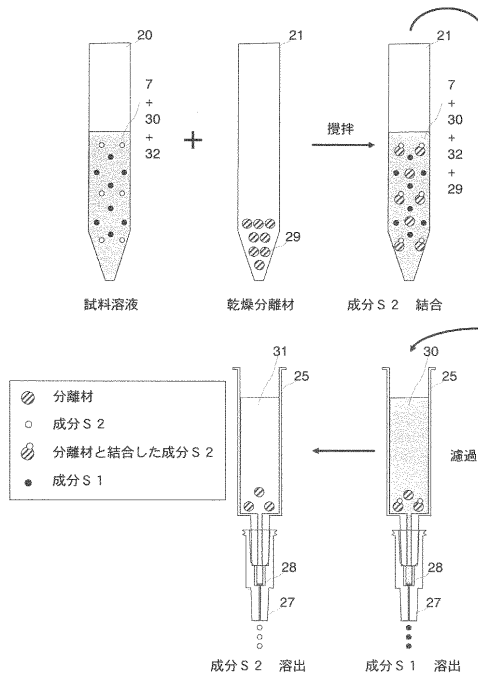 20
21
21
7
+
30
+
32
+
攪拌
7
+
30
+
32
+
29
29
試料溶液
乾燥分離材
成分S2 結合
31
25
30
25
分離材
成分S2
分離材と結合した成分S2
成分S1
濾過
28
27
28
27
成分S2 溶出
成分S1 溶出